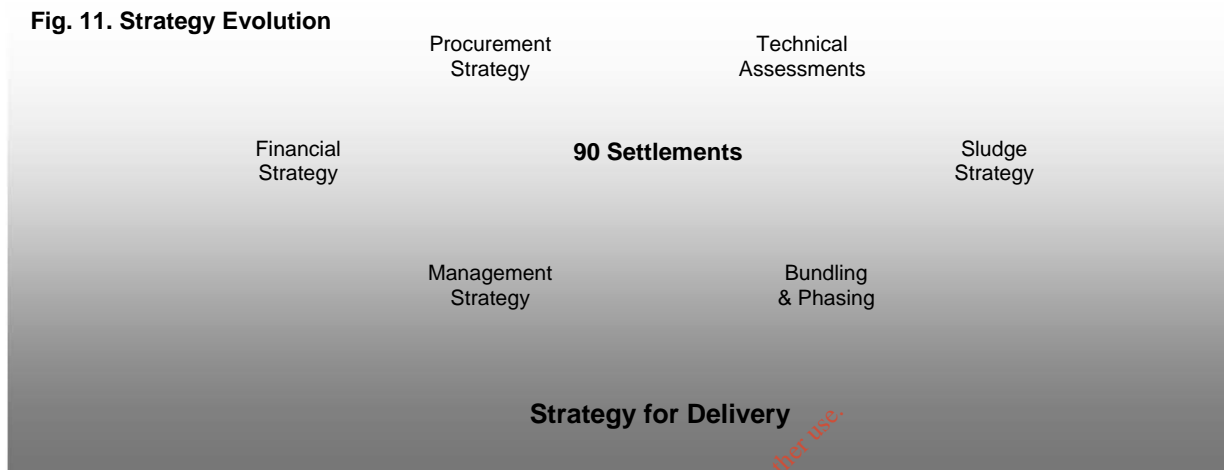 Fig. 11. Strategy Evolution
Procurement
Strategy
Technical
Assessments
Financial
Strategy
90 Settlements
Sludge
Strategy
Management
Strategy
Bundling
& Phasing
Strategy for Delivery
use.